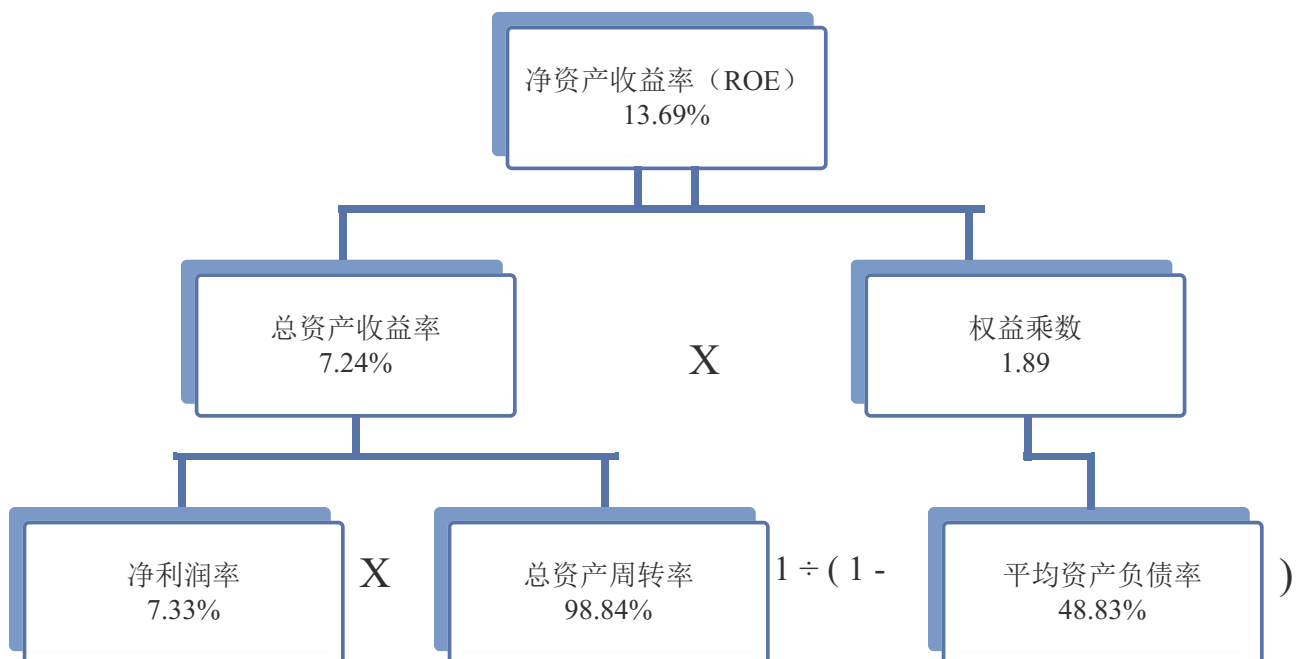 净资产收益率（ROE）
13.69%
总资产收益率
7.24%
X
权益乘数
1.89
净利润率
7.33%
X
总资产周转率
98.84%
1 ÷ ( 1 -
平均资产负债率
48.83%
)